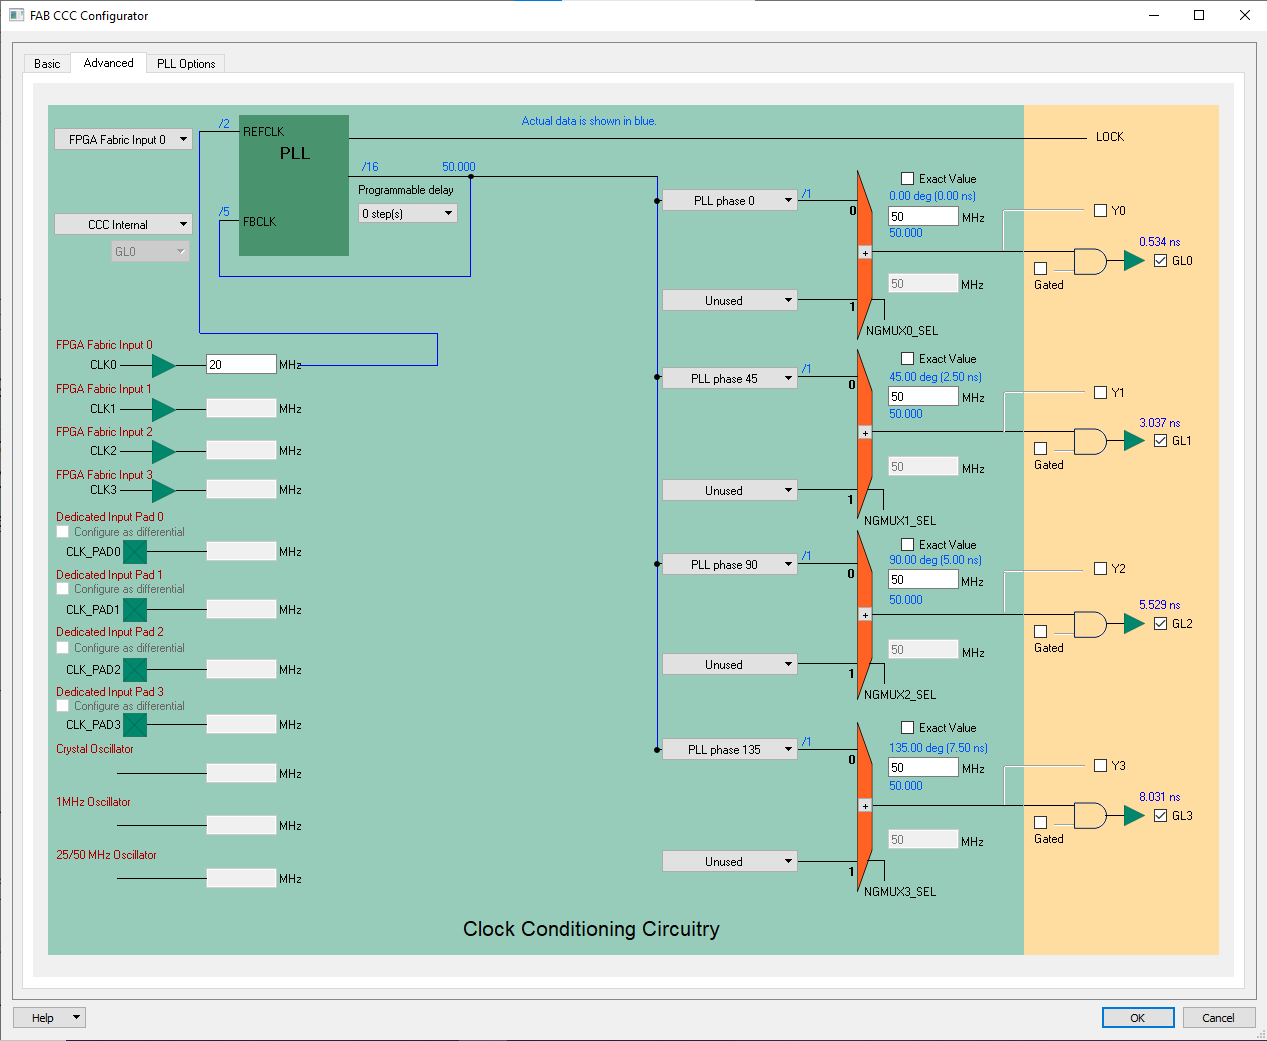 FAB CCC Configurator
Basic
Advanced
PLL Options
Actual data is shown in blue.
FPGA Fabric Input 0
/2
REFCLK
PLL
LOCK
/16
50.000
Programmable delay
0 step(s)
/5
FBCLK
CCC Internal
GL0
FPGA Fabric Input 0
CLK0
20
MHz
FPGA Fabric Input 1
CLK1
MHz
FPGA Fabric Input 2
CLK2
MHz
FPGA Fabric Input 3
CLK3
MHz
Dedicated Input Pad 0
Configure as differential
CLK_PAD0
MHz
Dedicated Input Pad 1
Configure as differential
CLK_PAD1
MHz
Dedicated Input Pad 2
Configure as differential
CLK_PAD2
MHz
Dedicated Input Pad 3
Configure as differential
CLK_PAD3
MHz
Crystal Oscillator
MHz
1MHz Oscillator
MHz
25/50 MHz Oscillator
MHz
PLL phase 0
/1
0
Exact Value
0.00 deg (0.00 ns)
50
MHz
50.000
+
Y0
0.534 ns
GL0
Gated
50
MHz
Unused
1
NGMUX0_SEL
PLL phase 45
/1
0
Exact Value
45.00 deg (2.50 ns)
50
MHz
50.000
+
Y1
3.037 ns
GL1
Gated
50
MHz
Unused
1
NGMUX1_SEL
PLL phase 90
/1
0
Exact Value
90.00 deg (5.00 ns)
50
MHz
50.000
+
Y2
5.529 ns
GL2
Gated
50
MHz
Unused
1
NGMUX2_SEL
PLL phase 135
/1
0
Exact Value
135.00 deg (7.50 ns)
50
MHz
50.000
+
Y3
8.031 ns
GL3
Gated
50
MHz
Unused
1
NGMUX3_SEL
Clock Conditioning Circuitry
Help
OK
Cancel